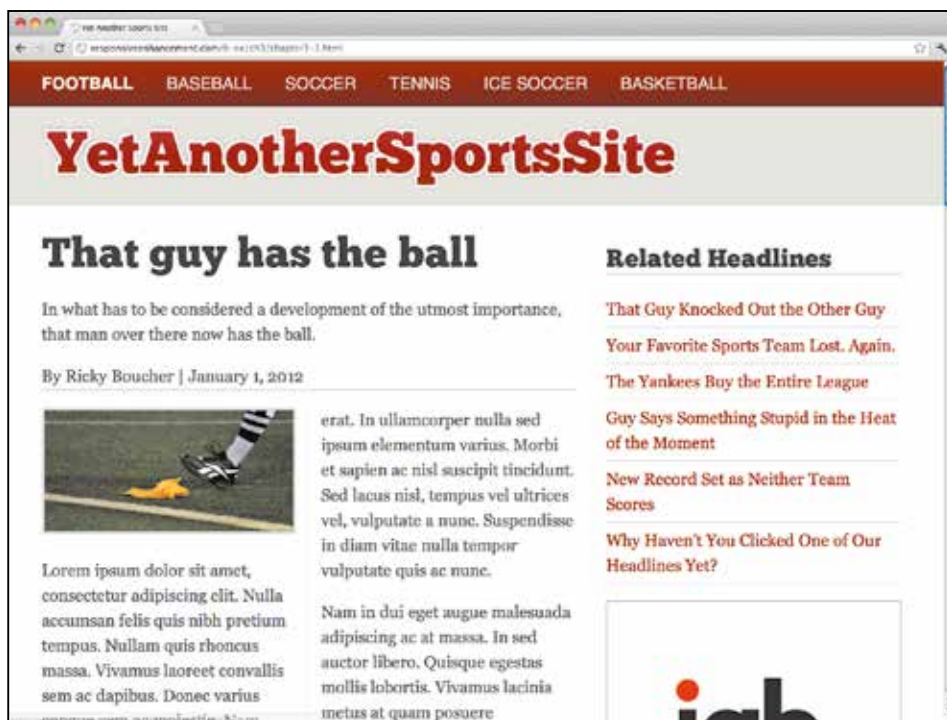 Yet Another Sports Site
FOOTBALL BASEBALL SOCCER TENNIS ICE SOCCER BASKETBALL
YetAnotherSportsSite
That guy has the ball
In what has to be considered a development of the utmost importance,
that man over there now has the ball.
By Ricky Boucher | January 1, 2012
Lorem ipsum dolor sit amet,
consectetur adipiscing elit. Nulla
accumsan felis quis nibh pretium
tempus. Nullam quis rhoncus
massa. Vivamus laoreet convallis
sem ac dapibus. Donec varius
erat. In ullamcorper nulla sed
ipsum elementum varius. Morbi
et sapien ac nisl suscipit tincidunt.
Sed lacus nisl, tempus vel ultrices
vel, vulputate a nunc. Suspendisse
in diam vitae nulla tempor
vulputate quis ac nunc.
Nam in dui eget augue malesuada
adipiscing ac at massa. In sed
auctor libero. Quisque egestas
mollis lobortis. Vivamus lacinia
metus at quam posuere
Related Headlines
That Guy Knocked Out the Other Guy
Your Favorite Sports Team Lost. Again.
The Yankees Buy the Entire League
Guy Says Something Stupid in the Heat
of the Moment
New Record Set as Neither Team
Scores
Why Haven't You Clicked One of Our
Headlines Yet?